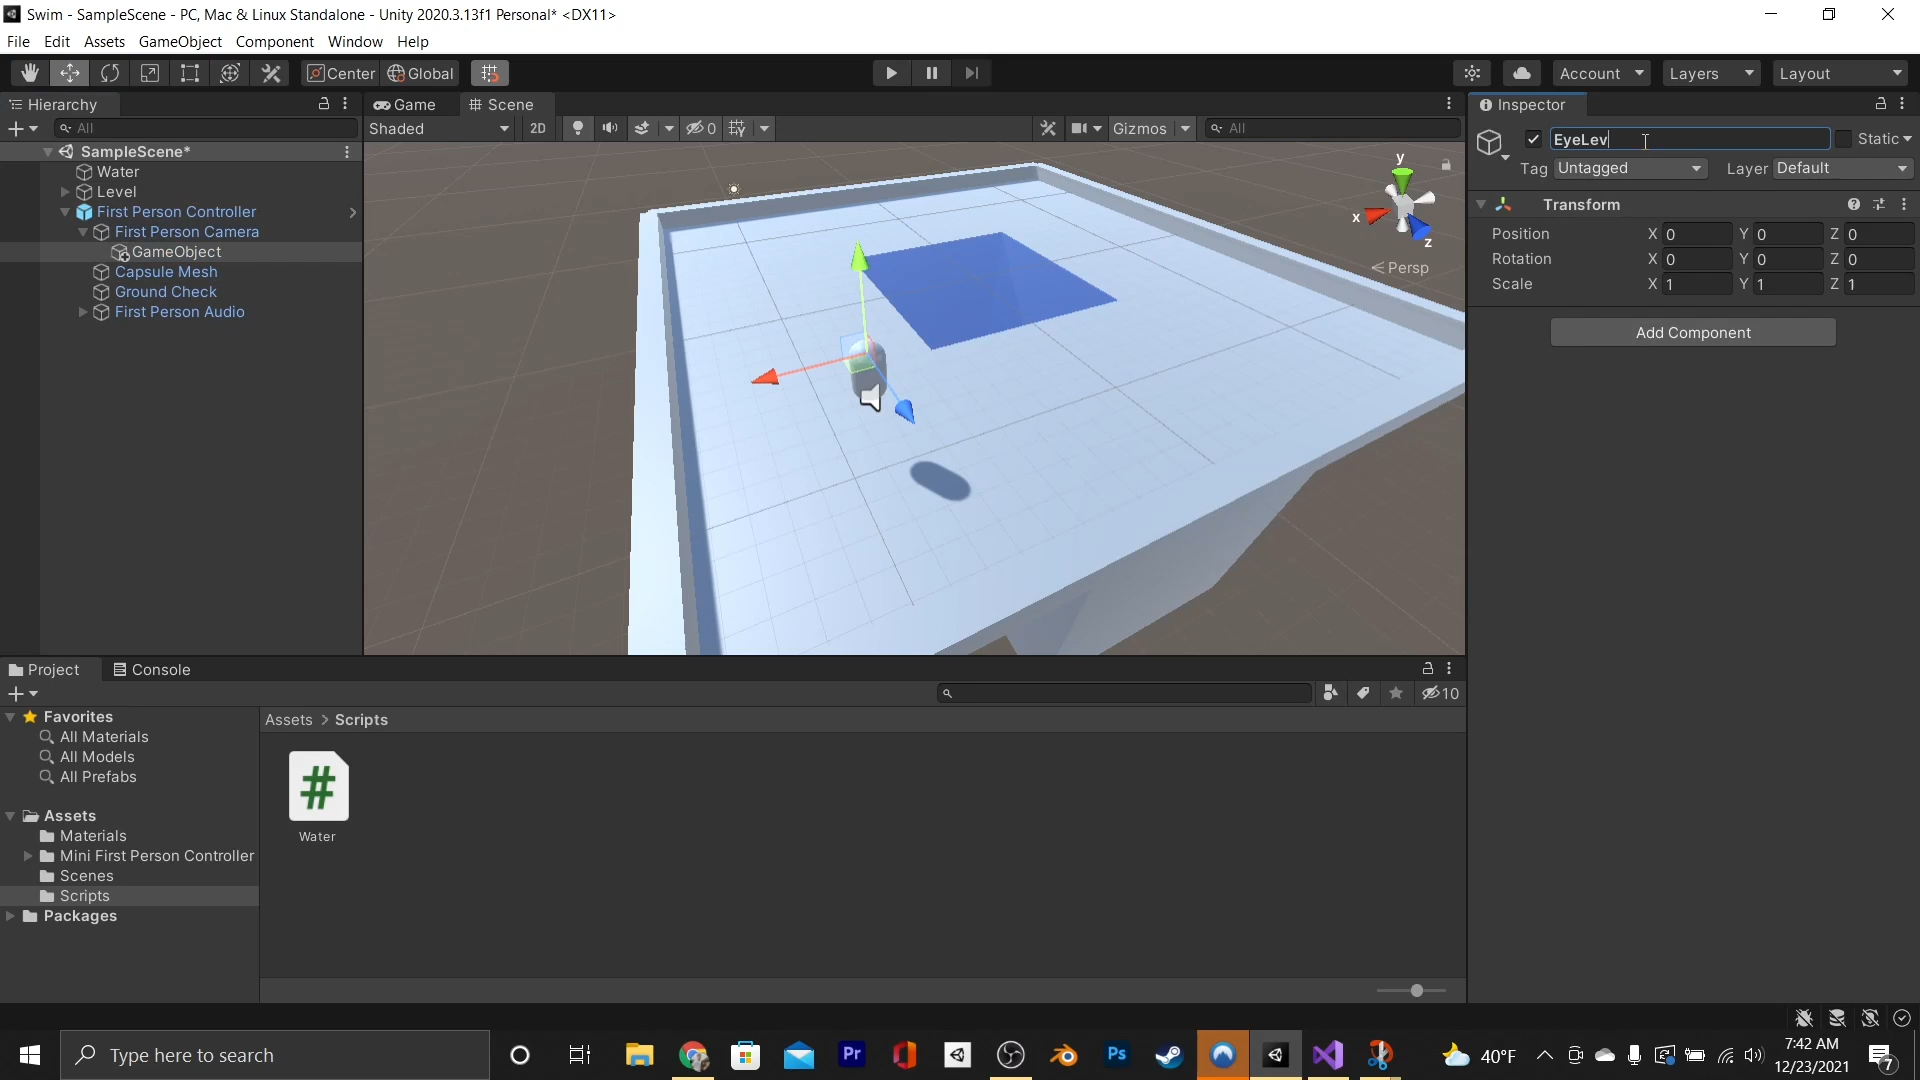 Swim - SampleScene - PC, Mac & Linux Standalone - Unity 2020.3.13f1 Personal* <DX11>
File Edit Assets GameObject Component Window Help
Center Global Account Layers Layout
Hierarchy Game Scene Inspector
All Shaded 2D 0 Gizmos All EyeLev Static
SampleScene* Tag Untagged Layer Default
Water
Level
First Person Controller
First Person Camera
GameObject
Capsule Mesh
Ground Check
First Person Audio
y
x
z
Persp
Transform
Position X 0 Y 0 Z 0
Rotation X 0 Y 0 Z 0
Scale X 1 Y 1 Z 1
Add Component
Project Console
10
Favorites
All Materials
All Models
All Prefabs
Assets
Materials
Mini First Person Controller
Scenes
Scripts
Packages
Assets > Scripts
#
Water
Type here to search
Pr
Ps
40°F
7:42 AM
12/23/2021
7